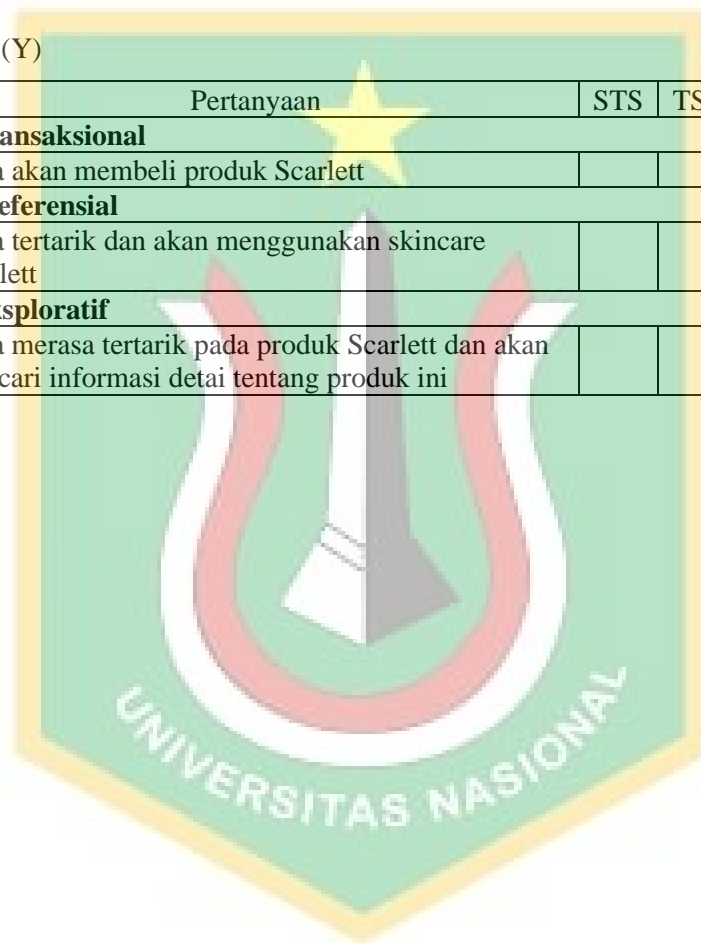 (Y)
Pertanyaan STS TS
ansaksional
a akan membeli produk Scarlett
eferensial
a tertarik dan akan menggunakan skincare
lett
ksploratif
a merasa tertarik pada produk Scarlett dan akan
cari informasi detai tentang produk ini
UNIVERSITAS NASIONAL